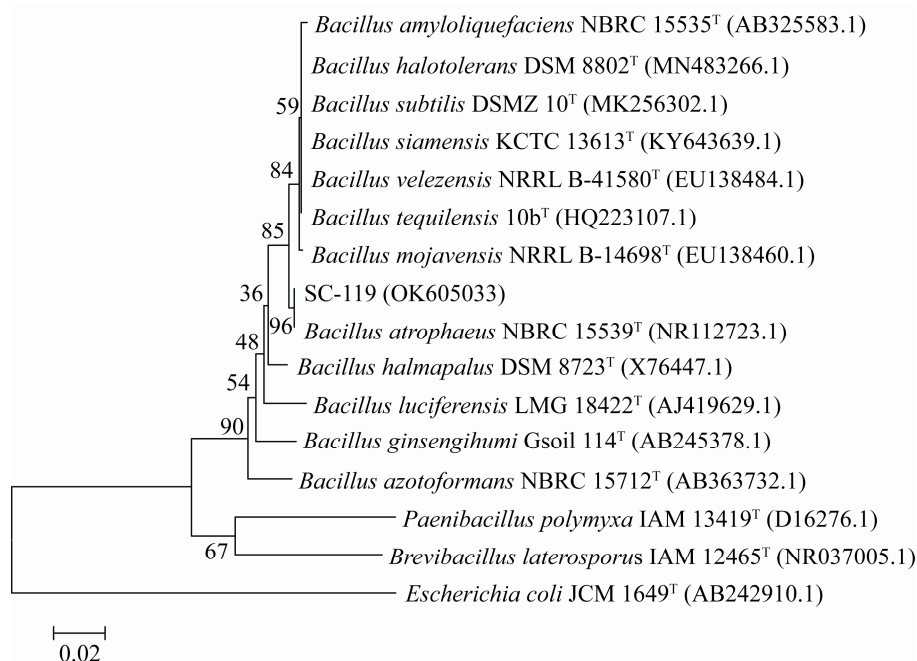 Bacillus amyloliquefaciens NBRC 15535ᵀ (AB325583.1)
Bacillus halotolerans DSM 8802ᵀ (MN483266.1)
59
Bacillus subtilis DSMZ 10ᵀ (MK256302.1)
Bacillus siamensis KCTC 13613ᵀ (KY643639.1)
84
Bacillus velezensis NRRL B-41580ᵀ (EU138484.1)
Bacillus tequilensis 10bᵀ (HQ223107.1)
85
Bacillus mojavensis NRRL B-14698ᵀ (EU138460.1)
36
SC-119 (OK605033)
96
Bacillus atrophaeus NBRC 15539ᵀ (NR112723.1)
48
Bacillus halmapalus DSM 8723ᵀ (X76447.1)
54
Bacillus luciferensis LMG 18422ᵀ (AJ419629.1)
90
Bacillus ginsengihumi Gsoil 114ᵀ (AB245378.1)
Bacillus azotoformans NBRC 15712ᵀ (AB363732.1)
Paenibacillus polymyxa IAM 13419ᵀ (D16276.1)
67
Brevibacillus laterosporus IAM 12465ᵀ (NR037005.1)
Escherichia coli JCM 1649ᵀ (AB242910.1)
0.02